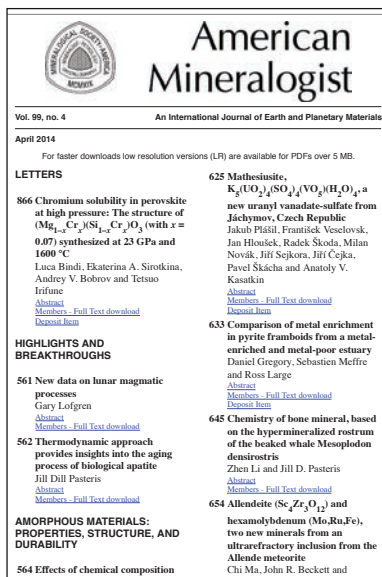 MINERALOGICAL SOCIETY OF AMERICA
MCMXIX
American
Mineralogist
Vol. 99, no. 4 An International Journal of Earth and Planetary Materials
April 2014
For faster downloads low resolution versions (LR) are available for PDFs over 5 MB.
LETTERS
866 Chromium solubility in perovskite
at high pressure: The structure of
(Mg1–xCrx)(Si1–xCrx)O3 (with x =
0.07) synthesized at 23 GPa and
1600 °C
Luca Bindi, Ekaterina A. Sirotkina,
Andrey V. Bobrov and Tetsuo
Irifune
Abstract
Members - Full Text download
Deposit Item
HIGHLIGHTS AND
BREAKTHROUGHS
561 New data on lunar magmatic
processes
Gary Lofgren
Abstract
Members - Full Text download
562 Thermodynamic approach
provides insights into the aging
process of biological apatite
Jill Dill Pasteris
Abstract
Members - Full Text download
AMORPHOUS MATERIALS:
PROPERTIES, STRUCTURE, AND
DURABILITY
564 Effects of chemical composition
625 Mathesiusite,
K5(UO2)4(SO4)4(VO5)(H2O)4, a
new uranyl vanadate-sulfate from
Jáchymov, Czech Republic
Jakub Plášil, František Veselovsk,
Jan Hloušek, Radek Škoda, Milan
Novák, Jiří Sejkora, Jiří Čejka,
Pavel Škácha and Anatoly V.
Kasatkin
Abstract
Members - Full Text download
Deposit Item
633 Comparison of metal enrichment
in pyrite framboids from a metal-
enriched and metal-poor estuary
Daniel Gregory, Sebastien Meffre
and Ross Large
Abstract
Members - Full Text download
Deposit Item
645 Chemistry of bone mineral, based
on the hypermineralized rostrum
of the beaked whale Mesoplodon
densirostris
Zhen Li and Jill D. Pasteris
Abstract
Members - Full Text download
654 Allendeite (Sc4Zr3O12) and
hexamolybdenum (Mo,Ru,Fe),
two new minerals from an
ultrarefractory inclusion from the
Allende meteorite
Chi Ma, John R. Beckett and